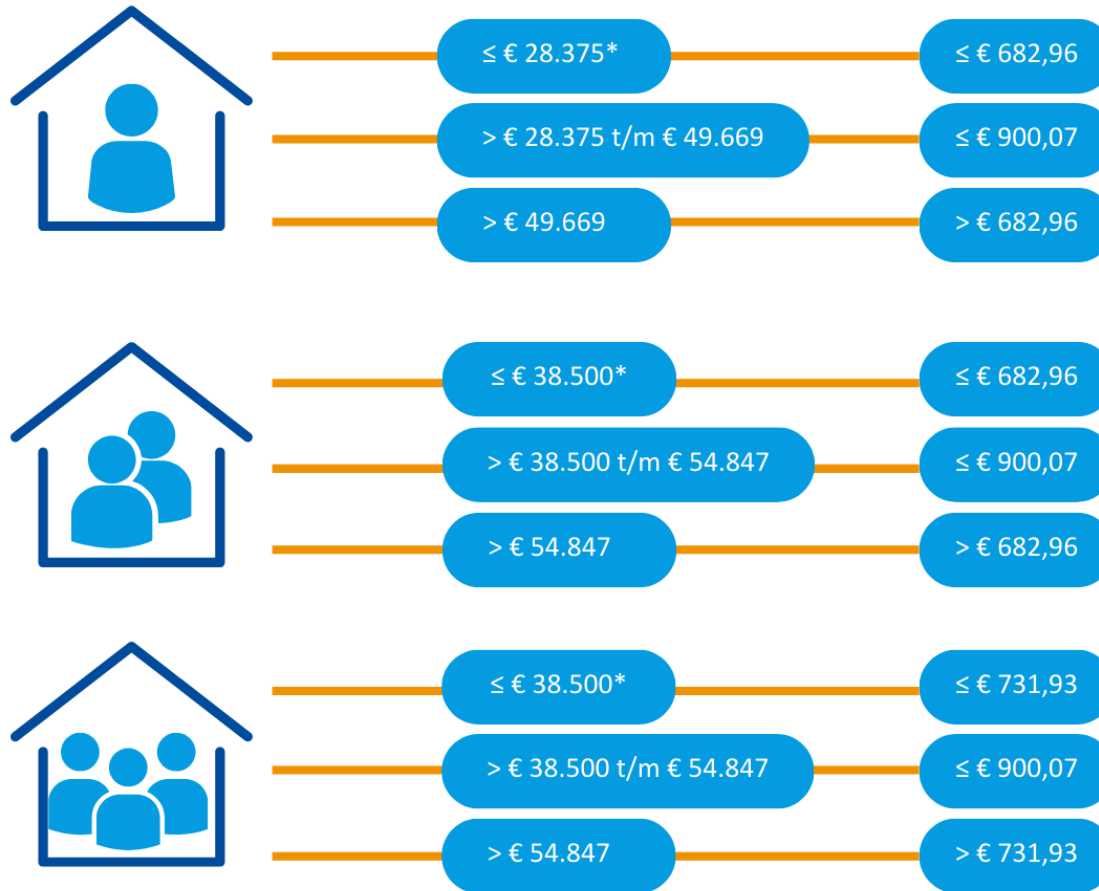 ≤ € 28.375* ≤ € 682,96
> € 28.375 t/m € 49.669 ≤ € 900,07
> € 49.669 > € 682,96
≤ € 38.500* ≤ € 682,96
> € 38.500 t/m € 54.847 ≤ € 900,07
> € 54.847 > € 682,96
≤ € 38.500* ≤ € 731,93
> € 38.500 t/m € 54.847 ≤ € 900,07
> € 54.847 > € 731,93